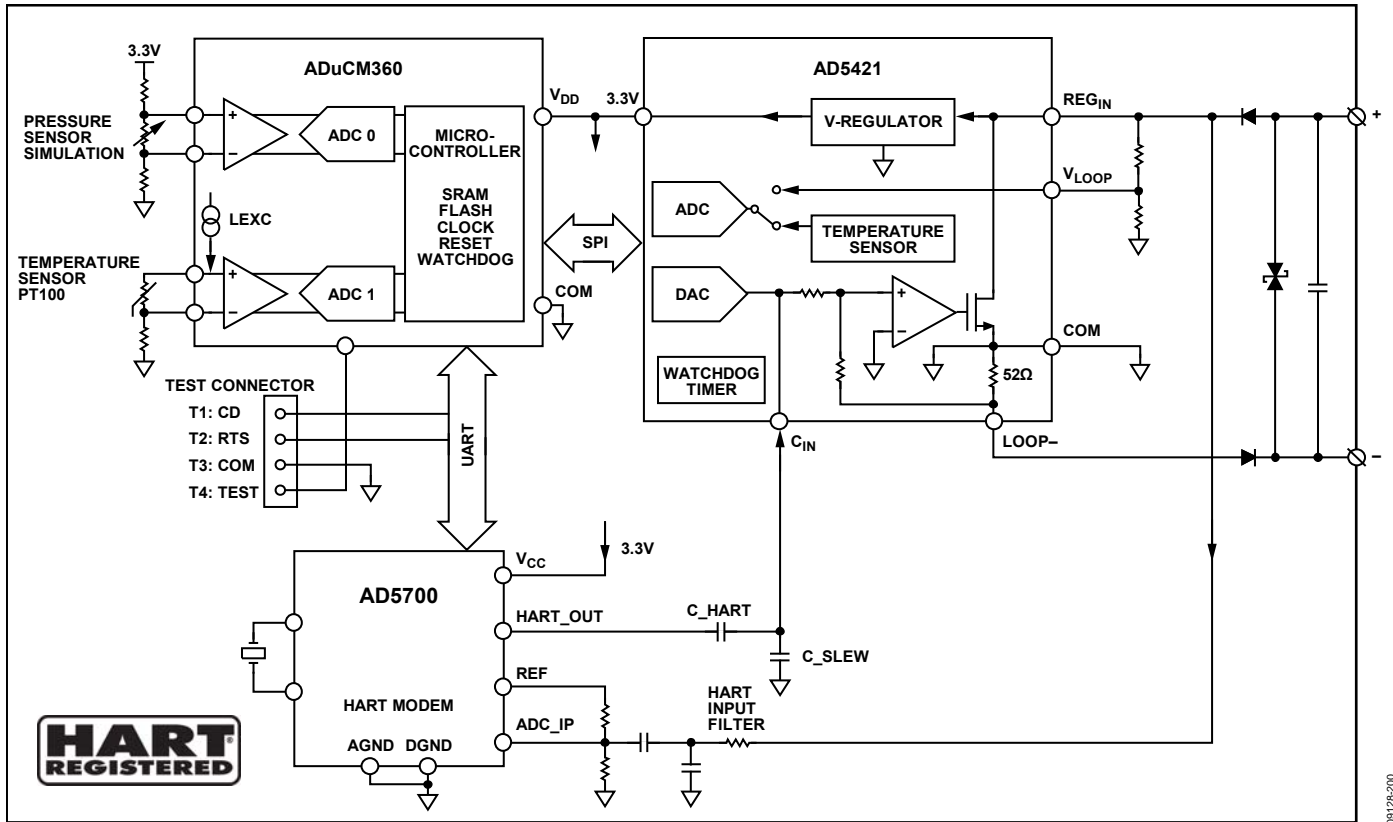 3.3V
PRESSURE
SENSOR
SIMULATION
ADuCM360
ADC 0
MICRO-
CONTROLLER
SRAM
FLASH
CLOCK
RESET
WATCHDOG
LEXC
TEMPERATURE
SENSOR
PT100
ADC 1
VDD
COM
3.3V
SPI
AD5421
V-REGULATOR
REGIN
VLOOP
ADC
TEMPERATURE
SENSOR
DAC
WATCHDOG
TIMER
COM
52Ω
CIN
LOOP–
+
–
+
–
+
–
+
–
TEST CONNECTOR
T1: CD
T2: RTS
T3: COM
T4: TEST
UART
AD5700
VCC
3.3V
HART_OUT
C_HART
C_SLEW
REF
HART
INPUT
FILTER
HART MODEM
ADC_IP
AGND DGND
HART®
REGISTERED
09128-200